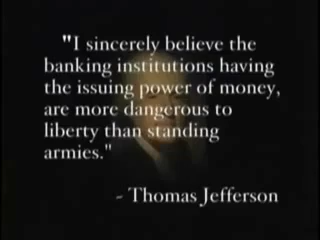 "I sincerely believe the
banking institutions having
the issuing power of money,
are more dangerous to
liberty than standing
armies."
- Thomas Jefferson